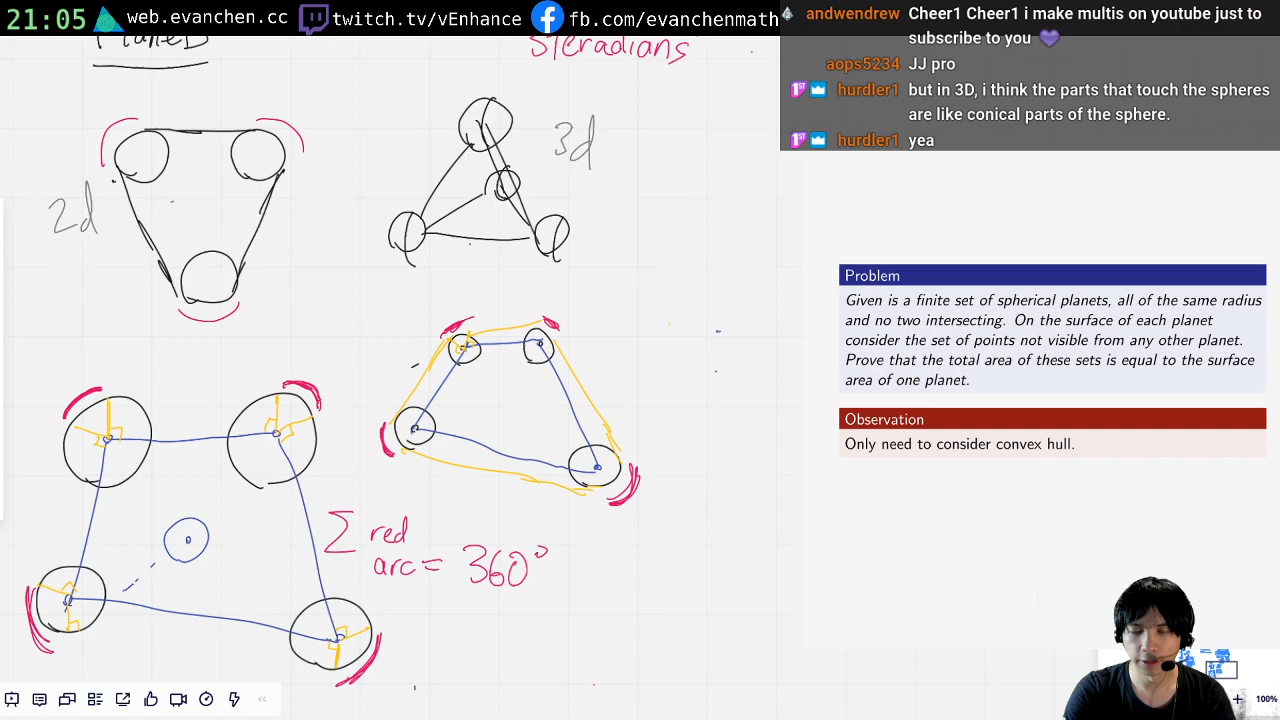 21:05 web.evanchen.cc twitch.tv/vEnhance fb.com/evanchenmath
andwendrew Cheer1 Cheer1 i make multis on youtube just to
subscribe to you 💜
aops5234 JJ pro
hurdler1 but in 3D, i think the parts that touch the spheres
are like conical parts of the sphere.
hurdler1 yea
Steradians
2d
3d
Problem
Given is a finite set of spherical planets, all of the same radius
and no two intersecting. On the surface of each planet
consider the set of points not visible from any other planet.
Prove that the total area of these sets is equal to the surface
area of one planet.
Observation
Only need to consider convex hull.
∑ red
arc = 360°
100%